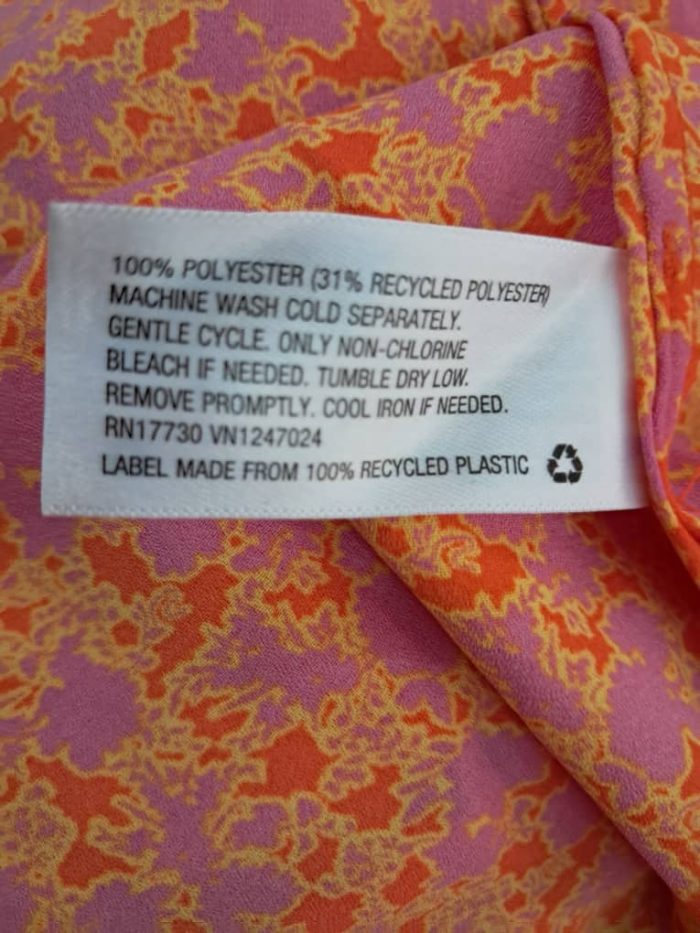 100% POLYESTER (31% RECYCLED POLYESTER)
MACHINE WASH COLD SEPARATELY.
GENTLE CYCLE. ONLY NON-CHLORINE
BLEACH IF NEEDED. TUMBLE DRY LOW.
REMOVE PROMPTLY. COOL IRON IF NEEDED.
RN17730 VN1247024
LABEL MADE FROM 100% RECYCLED PLASTIC